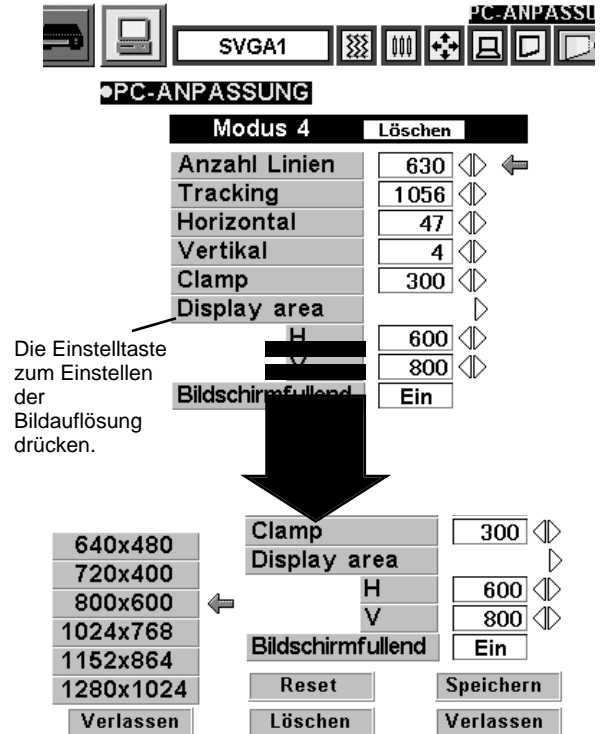 PC-ANPASSU
SVGA1
●PC-ANPASSUNG
Modus 4 Löschen
Anzahl Linien 630
Tracking 1056
Horizontal 47
Vertikal 4
Clamp 300
Display area
H 600
V 800
Bildschirmfullend Ein
Die Einstelltaste
zum Einstellen
der
Bildauflösung
drücken.
640x480
720x400
800x600
1024x768
1152x864
1280x1024
Verlassen
Clamp 300
Display area
H 600
V 800
Bildschirmfullend Ein
Reset Speichern
Löschen Verlassen